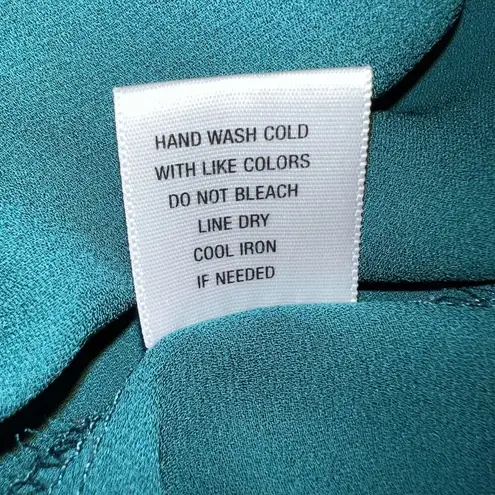 HAND WASH COLD
WITH LIKE COLORS
DO NOT BLEACH
LINE DRY
COOL IRON
IF NEEDED